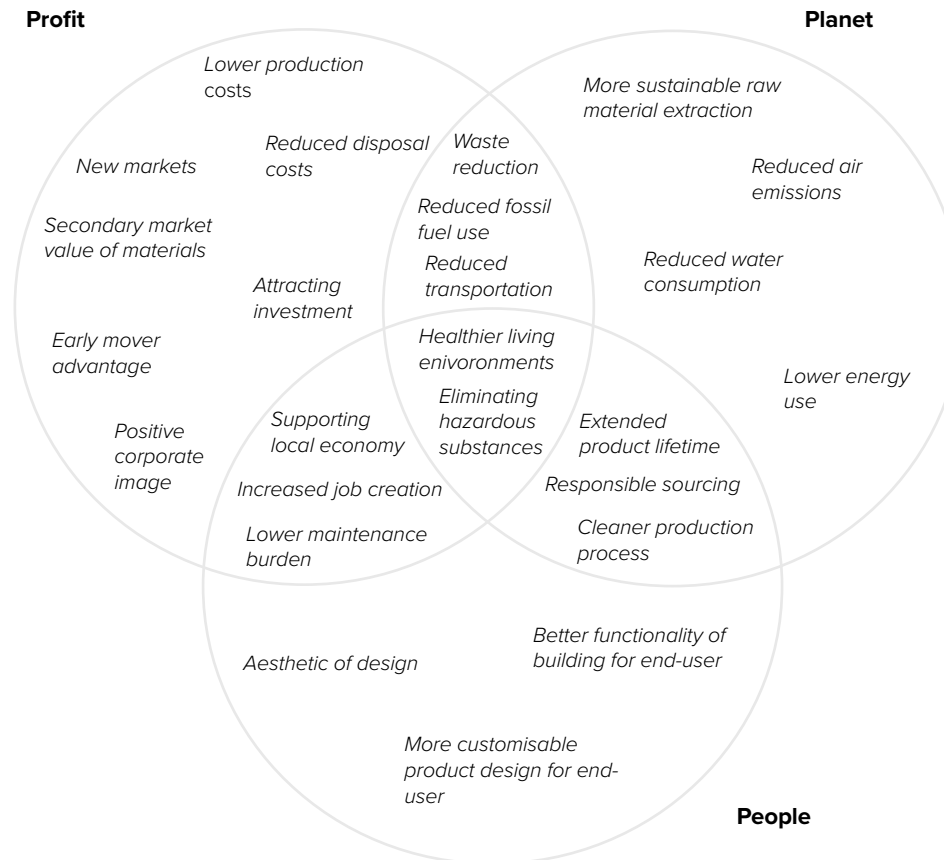 Profit
Planet
Lower production
costs
More sustainable raw
material extraction
New markets
Reduced disposal
costs
Waste
reduction
Reduced air
emissions
Secondary market
value of materials
Reduced fossil
fuel use
Reduced
transportation
Reduced water
consumption
Attracting
investment
Early mover
advantage
Healthier living
enivoronments
Lower energy
use
Eliminating
hazardous
substances
Positive
corporate
image
Supporting
local economy
Extended
product lifetime
Increased job creation
Responsible sourcing
Lower maintenance
burden
Cleaner production
process
Aesthetic of design
Better functionality of
building for end-user
More customisable
product design for end-
user
People